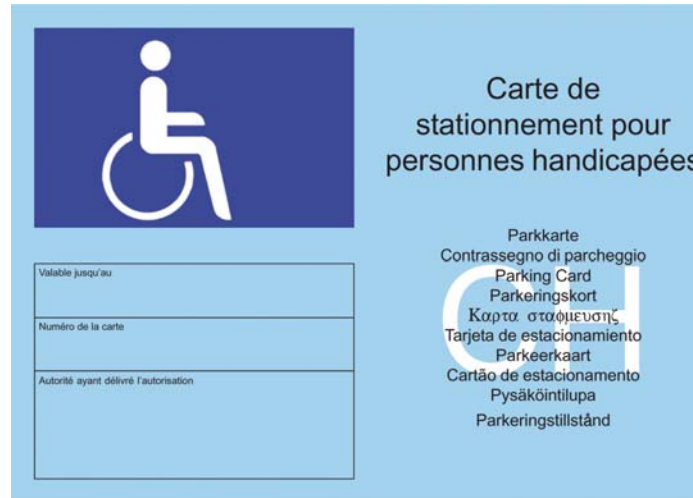 Carte de
stationnement pour
personnes handicapées
Valable jusqu'au
Numéro de la carte
Autorité ayant délivré l'autorisation
CH
Parkkarte
Contrassegno di parcheggio
Parking Card
Parkeringskort
Καρτα σταφμευσηζ
Tarjeta de estacionamiento
Parkeerkaart
Cartão de estacionamento
Pysäköintilupa
Parkeringstillstånd